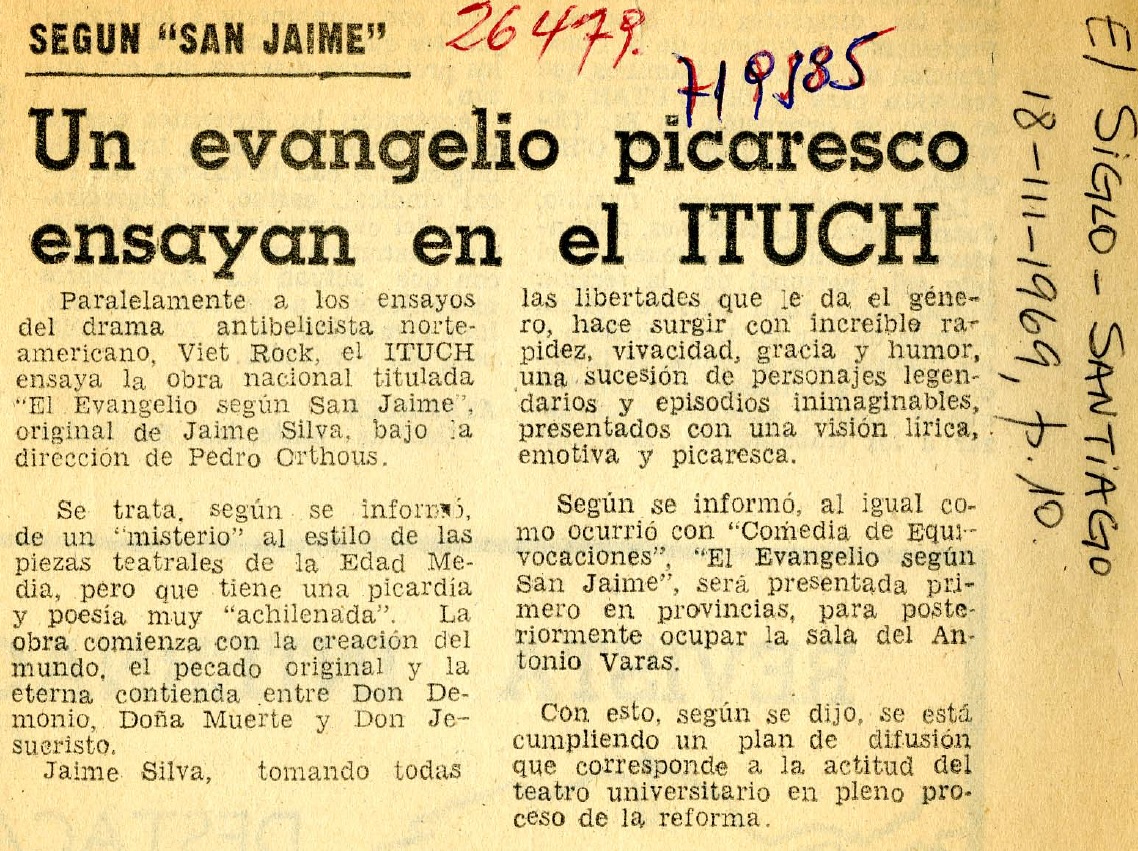 SEGUN "SAN JAIME"
26479.
719585
Un evangelio picaresco
ensayan en el ITUCH
Paralelamente a los ensayos
del drama antibelicista norte-
americano, Viet Rock, el ITUCH
ensaya la obra nacional titulada
"El Evangelio según San Jaime",
original de Jaime Silva, bajo la
dirección de Pedro Orthous.
Se trata, según se informó,
de un "misterio" al estilo de las
piezas teatrales de la Edad Me-
dia, pero que tiene una picardía
y poesía muy "achilenada". La
obra comienza con la creación del
mundo, el pecado original y la
eterna contienda entre Don De-
monio, Doña Muerte y Don Je-
sucristo.
Jaime Silva, tomando todas
las libertades que le da el géne-
ro, hace surgir con increíble ra-
pidez, vivacidad, gracia y humor,
una sucesión de personajes legen-
darios y episodios inimaginables,
presentados con una visión lírica,
emotiva y picaresca.
Según se informó, al igual co-
mo ocurrió con "Comedia de Equi-
vocaciones", "El Evangelio según
San Jaime", será presentada pri-
mero en provincias, para poste-
riormente ocupar la sala del An-
tonio Varas.
Con esto, según se dijo, se está
cumpliendo un plan de difusión
que corresponde a la actitud del
teatro universitario en pleno pro-
ceso de la reforma.
El SiGLO - SANTiAGO
18-III-1969, p. 10.